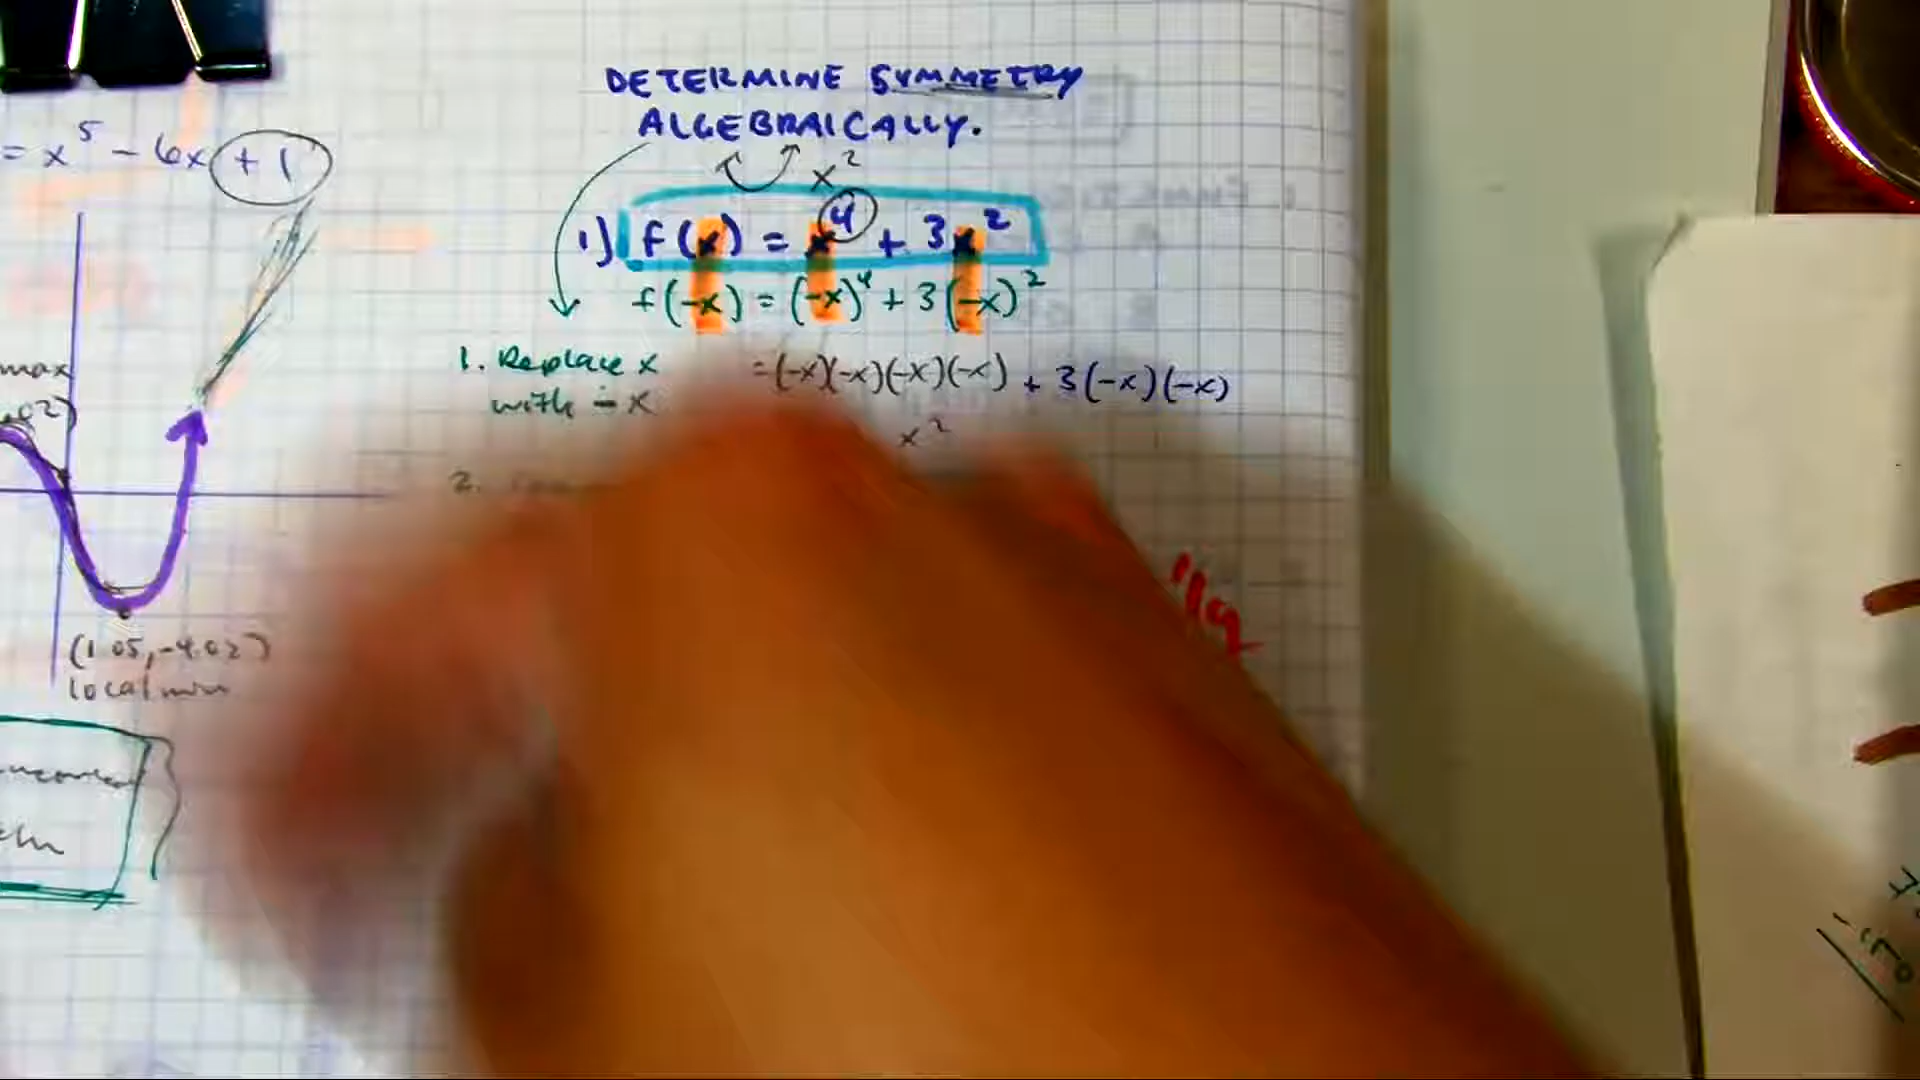 = x⁵ - 6x + 1
max
(1.05, -4.02)
local min
DETERMINE SYMMETRY
ALGEBRAICALLY.
x²
1) f(x) = x⁴ + 3x²
f(-x) = (-x)⁴ + 3(-x)²
1. Replace x
with -x
=(-x)(-x)(-x)(-x) + 3(-x)(-x)
x²
2.